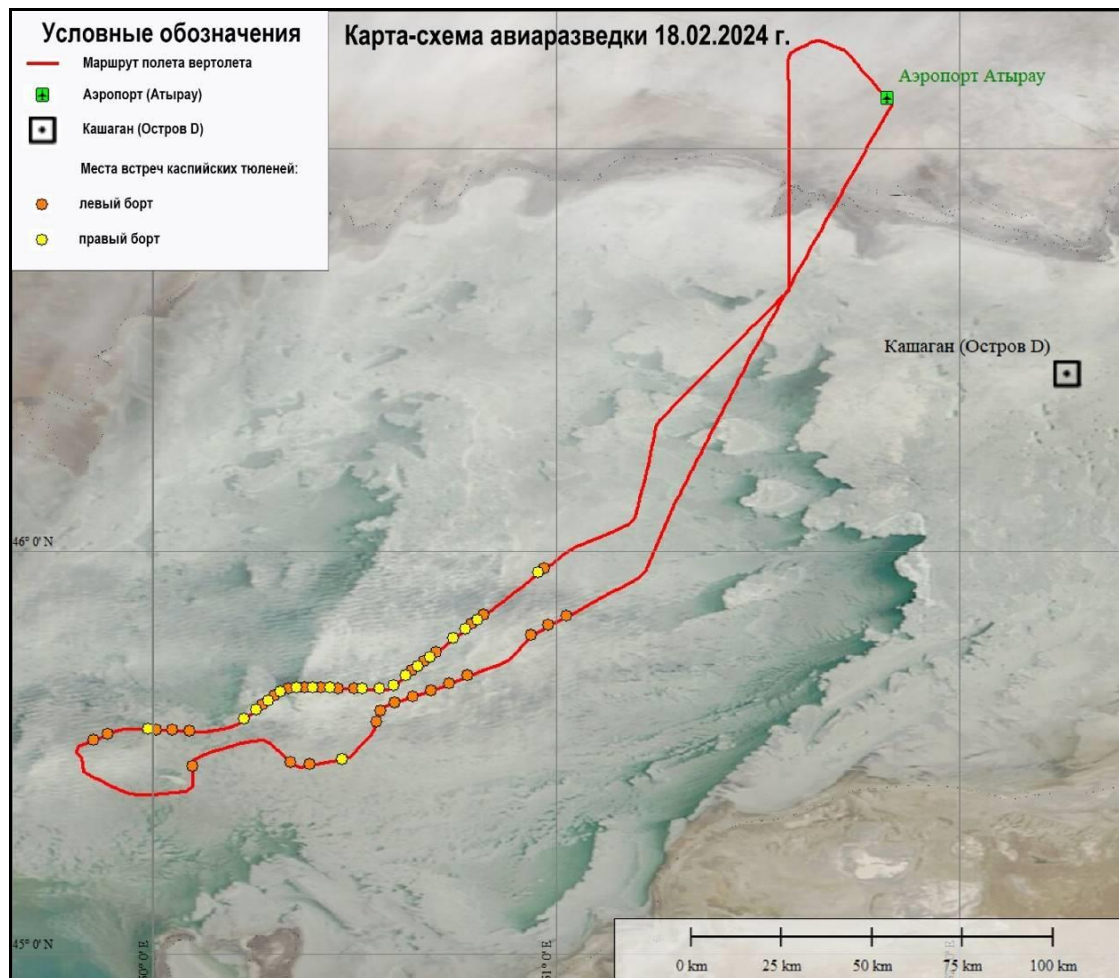 Условные обозначения
Маршрут полета вертолета
Аэропорт (Атырау)
Кашаган (Остров D)
Места встреч каспийских тюленей:
левый борт
правый борт
Карта-схема авиаразведки 18.02.2024 г.
Аэропорт Атырау
Кашаган (Остров D)
46° 0' N
45° 0' N
51° 0' E
0 km
25 km
50 km
75 km
100 km